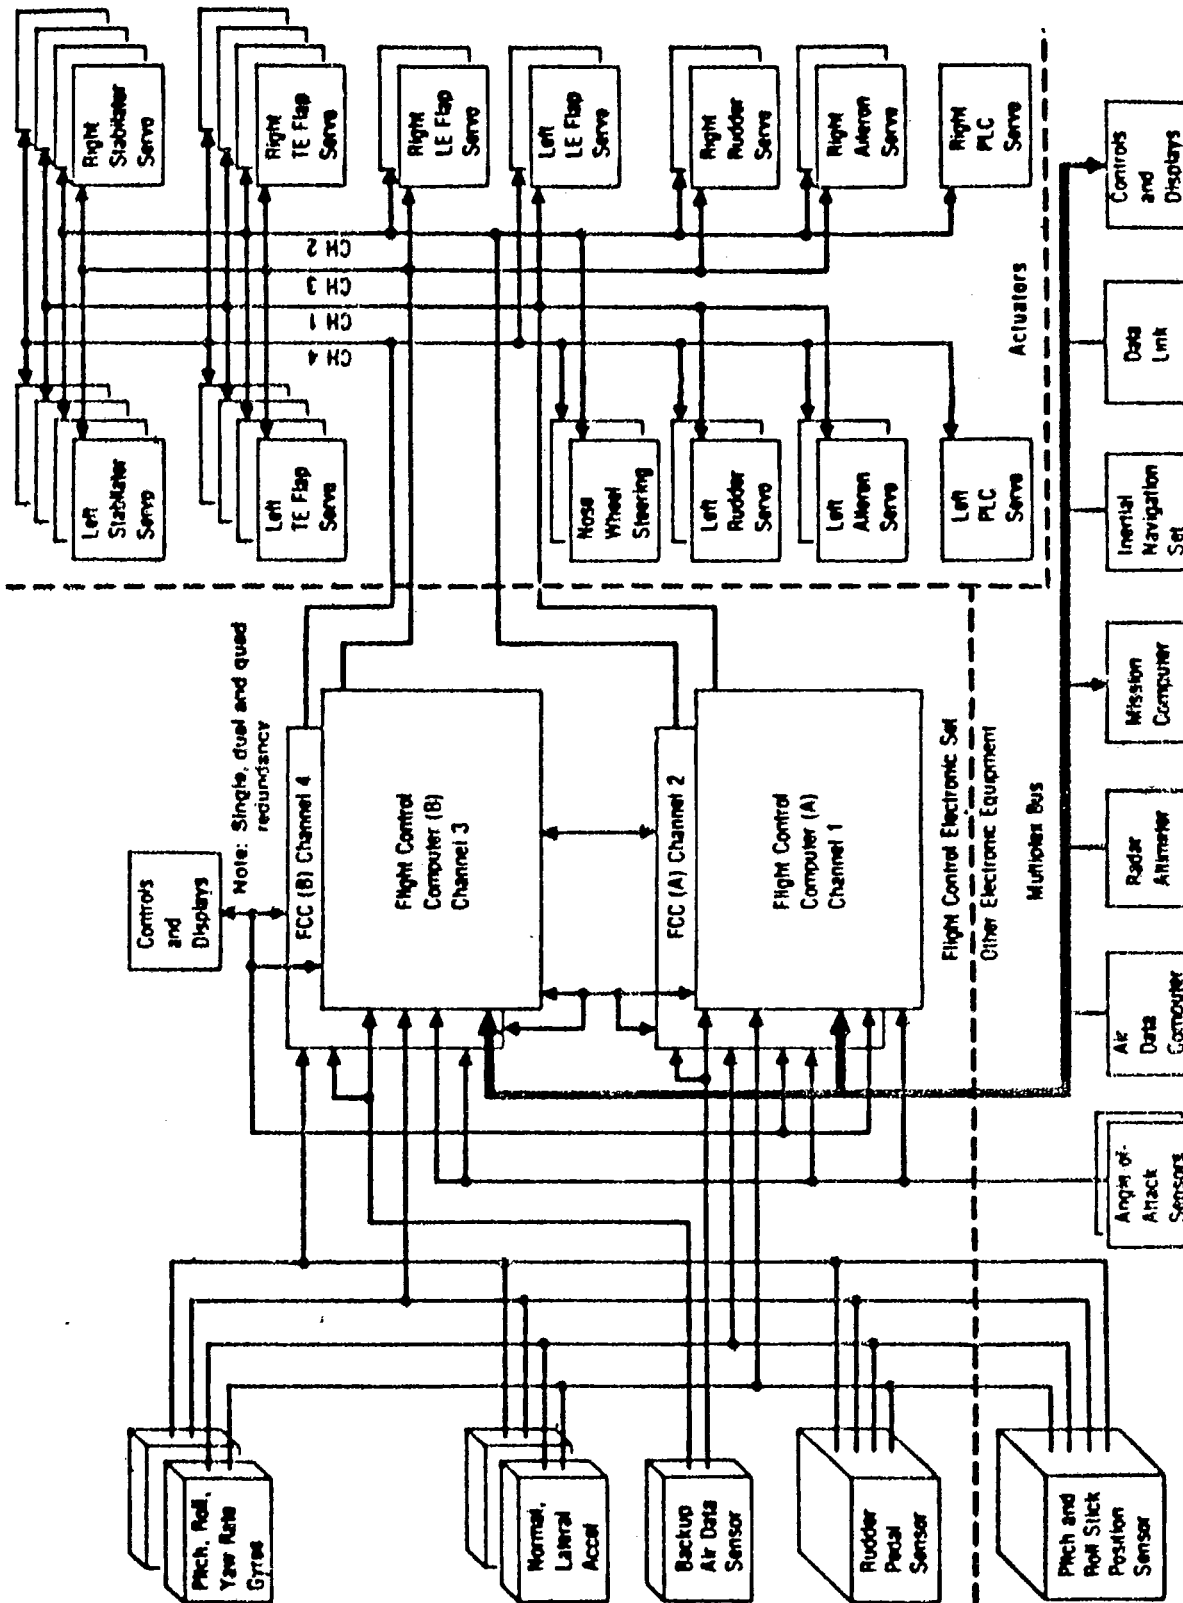 Right
Stabilator
Servo
Right
TE Flap
Servo
Right
LE Flap
Servo
Left
LE Flap
Servo
Right
Rudder
Servo
Right
Aileron
Servo
Right
PLC
Servo
CH 2
CH 3
CH 1
CH 4
Actuators
Left
Stabilator
Servo
Left
TE Flap
Servo
Nose
Wheel
Steering
Left
Rudder
Servo
Left
Aileron
Servo
Left
PLC
Servo
Controls
and
Displays
Note: Single, dual and quad
redundancy
FCC (B) Channel 4
Flight Control
Computer (B)
Channel 3
FCC (A) Channel 2
Flight Control
Computer (A)
Channel 1
Flight Control Electronic Set
Other Electronic Equipment
Multiplex Bus
Controls
and
Displays
Data
Link
Inertial
Navigation
Set
Mission
Computer
Radar
Altimeter
Air
Data
Computer
Angle-of-
Attack
Sensors
Pitch, Roll,
Yaw Rate
Gyros
Normal,
Lateral
Accel
Backup
Air Data
Sensor
Rudder
Pedal
Sensor
Pitch and
Roll Stick
Position
Sensor